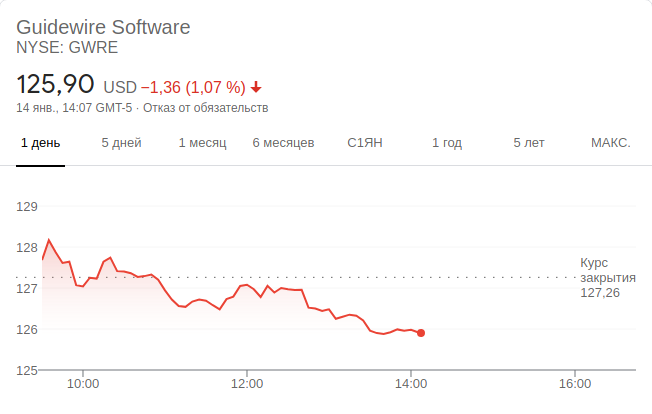 Guidewire Software
NYSE: GWRE
125,90 USD −1,36 (1,07 %)
14 янв., 14:07 GMT-5 · Отказ от обязательств
1 день 5 дней 1 месяц 6 месяцев С1ЯН 1 год 5 лет МАКС.
129
128
127
126
125
Курс
закрытия
127,26
10:00 12:00 14:00 16:00